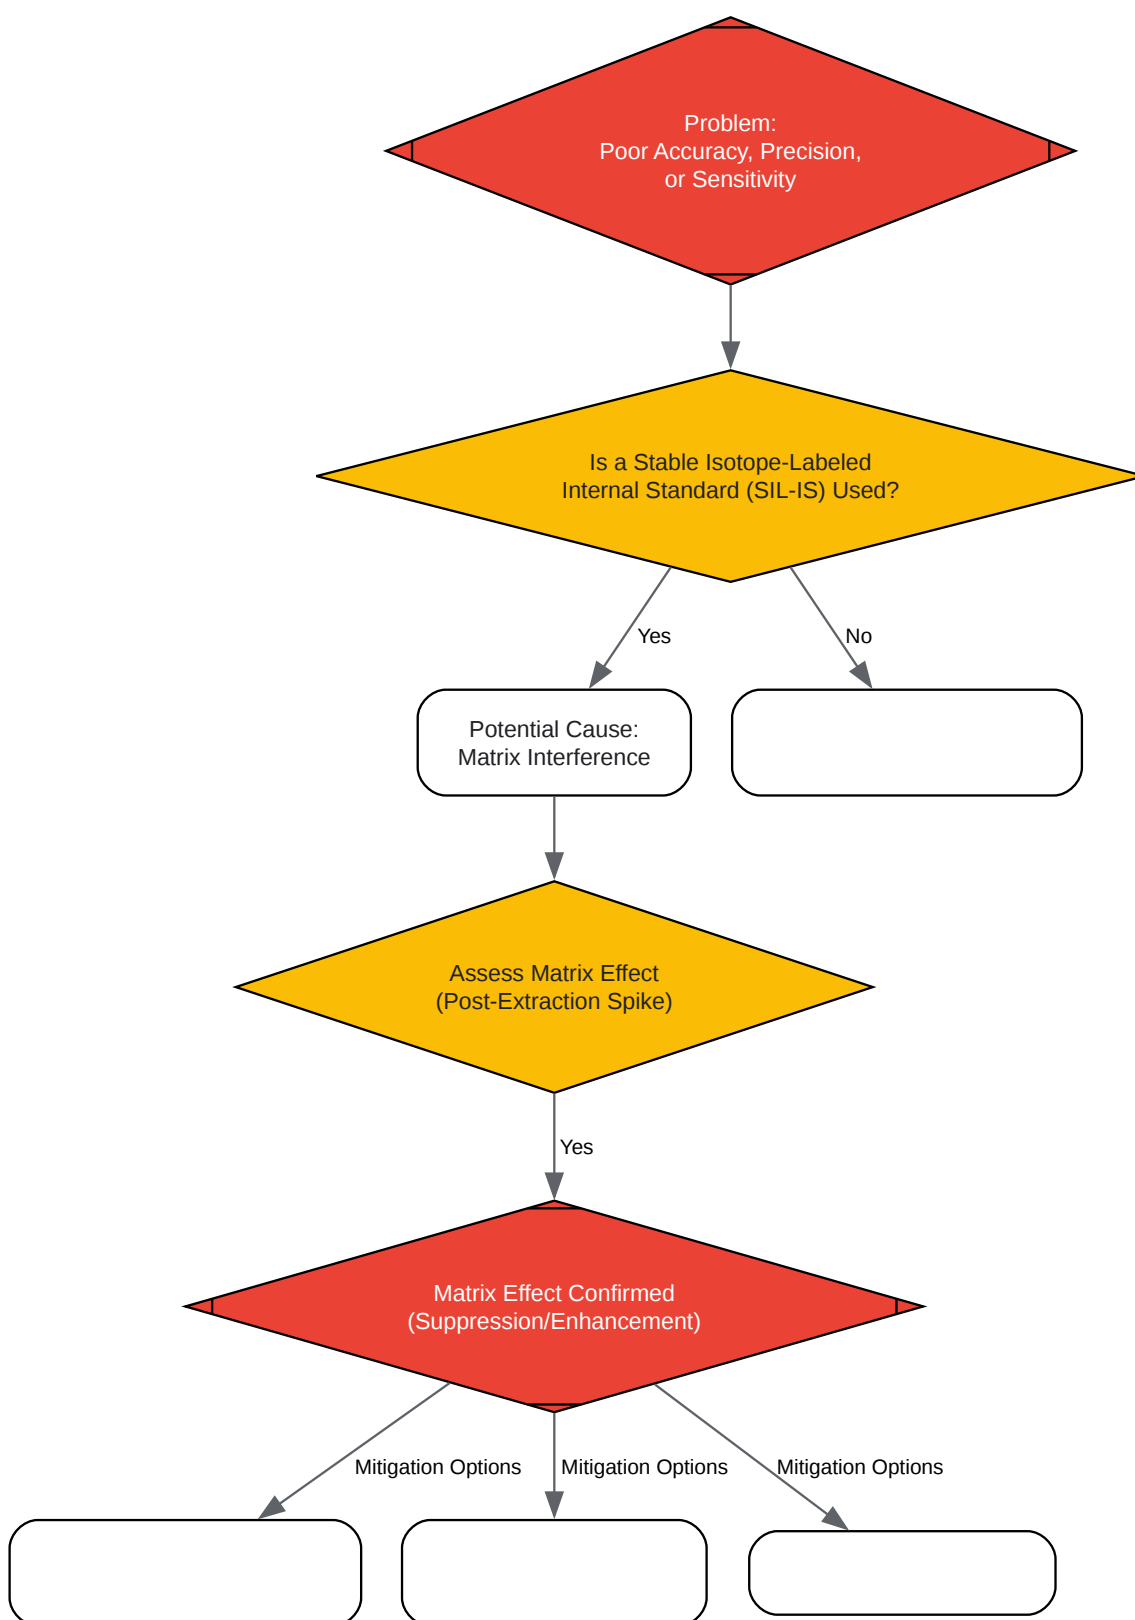 Problem:
Poor Accuracy, Precision,
or Sensitivity
Is a Stable Isotope-Labeled
Internal Standard (SIL-IS) Used?
Yes
No
Potential Cause:
Matrix Interference
Assess Matrix Effect
(Post-Extraction Spike)
Yes
Matrix Effect Confirmed
(Suppression/Enhancement)
Mitigation Options
Mitigation Options
Mitigation Options